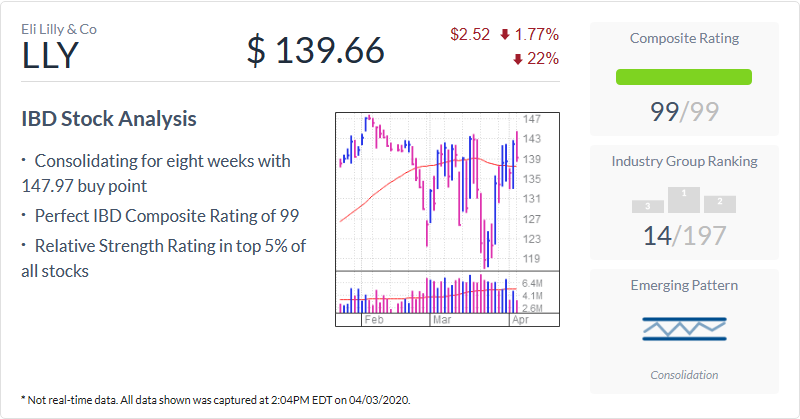 Eli Lilly & Co
LLY
$ 139.66
$2.52 1.77%
22%
IBD Stock Analysis
· Consolidating for eight weeks with
147.97 buy point
· Perfect IBD Composite Rating of 99
· Relative Strength Rating in top 5% of
all stocks
147
143
139
135
131
127
123
119
6.4M
4.1M
2.6M
Feb Mar Apr
* Not real-time data. All data shown was captured at 2:04PM EDT on 04/03/2020.
Composite Rating
99/99
Industry Group Ranking
3 1 2
14/197
Emerging Pattern
Consolidation